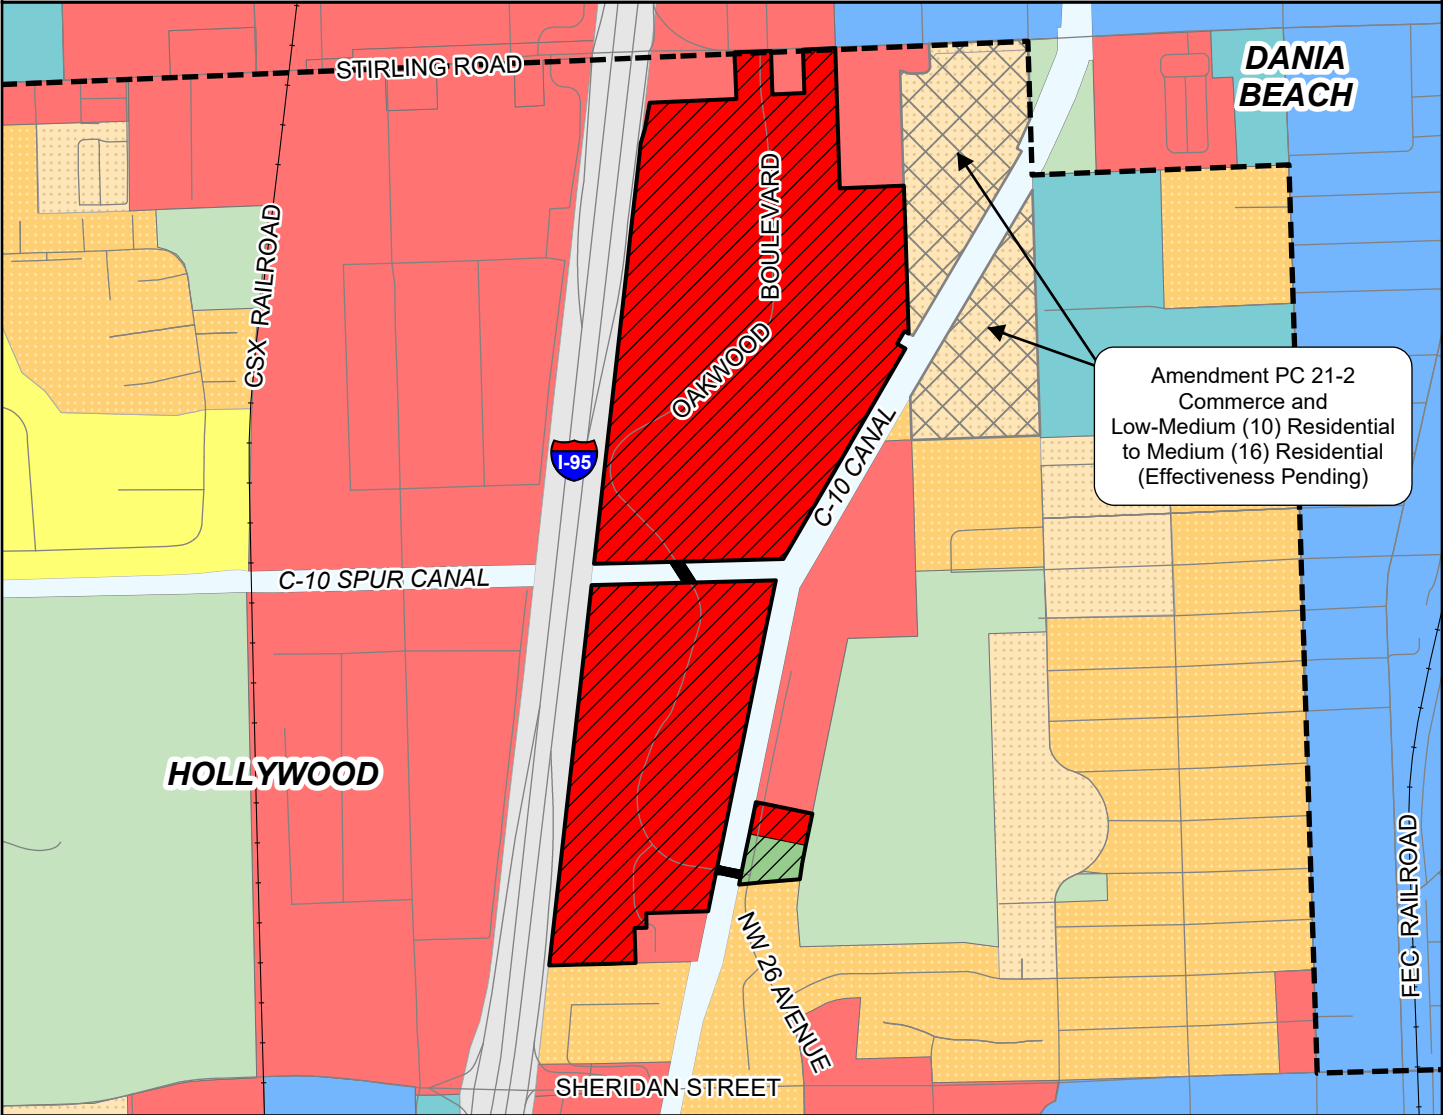 DANIA
BEACH
STIRLING ROAD
BOULEVARD
CSX RAILROAD
OAKWOOD
Amendment PC 21-2
Commerce and
Low-Medium (10) Residential
to Medium (16) Residential
(Effectiveness Pending)
I-95
C-10 CANAL
C-10 SPUR CANAL
HOLLYWOOD
FEC RAILROAD
NW 26 AVENUE
SHERIDAN STREET